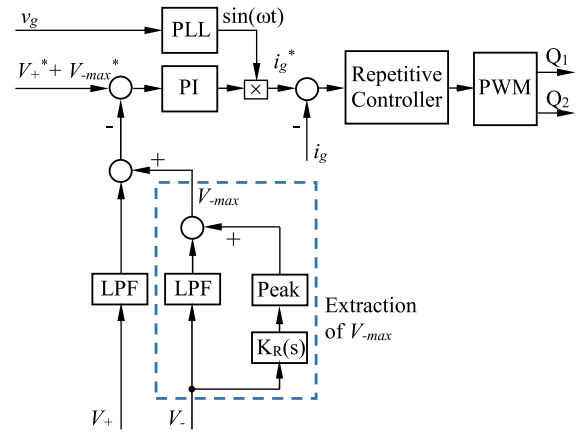 v_g
PLL
sin(ωt)
V_+^* + V_-max^*
PI
×
i_g^*
Repetitive
Controller
PWM
Q_1
Q_2
-
-
i_g
+
V_-max
+
LPF
LPF
Peak
K_R(s)
Extraction
of V_-max
V_+
V_-